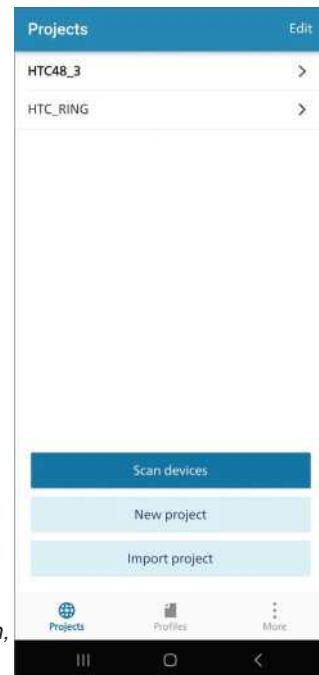 Projects Edit
HTC48_3
HTC_RING
Scan devices
New project
Import project
Projects Profiles More